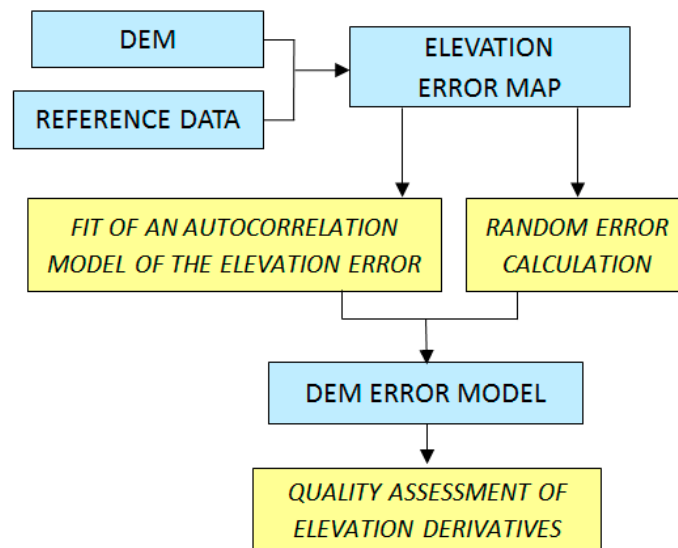 DEM
REFERENCE DATA
ELEVATION
ERROR MAP
FIT OF AN AUTOCORRELATION
MODEL OF THE ELEVATION ERROR
RANDOM ERROR
CALCULATION
DEM ERROR MODEL
QUALITY ASSESSMENT OF
ELEVATION DERIVATIVES